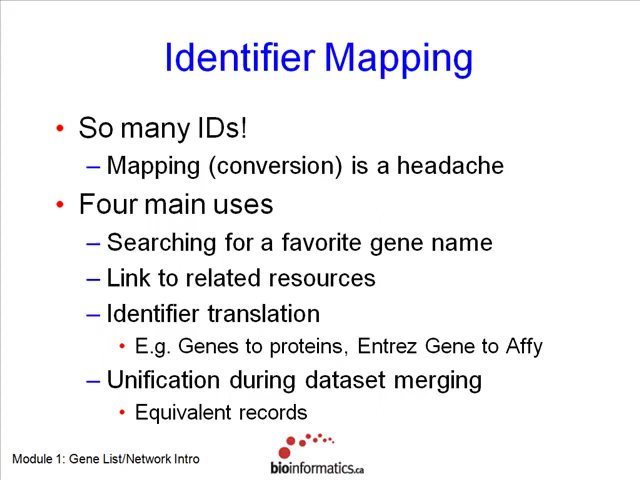 Identifier Mapping
• So many IDs!
– Mapping (conversion) is a headache
• Four main uses
– Searching for a favorite gene name
– Link to related resources
– Identifier translation
• E.g. Genes to proteins, Entrez Gene to Affy
– Unification during dataset merging
• Equivalent records
Module 1: Gene List/Network Intro
bioinformatics.ca